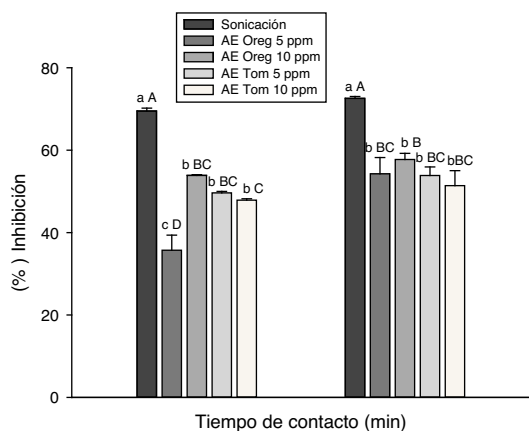 Sonicación
AE Oreg 5 ppm
AE Oreg 10 ppm
AE Tom 5 ppm
AE Tom 10 ppm
80
60
40
20
0
(%) Inhibición
a A
c D
b BC
b BC
b C
a A
b BC
b B
b BC
bBC
Tiempo de contacto (min)